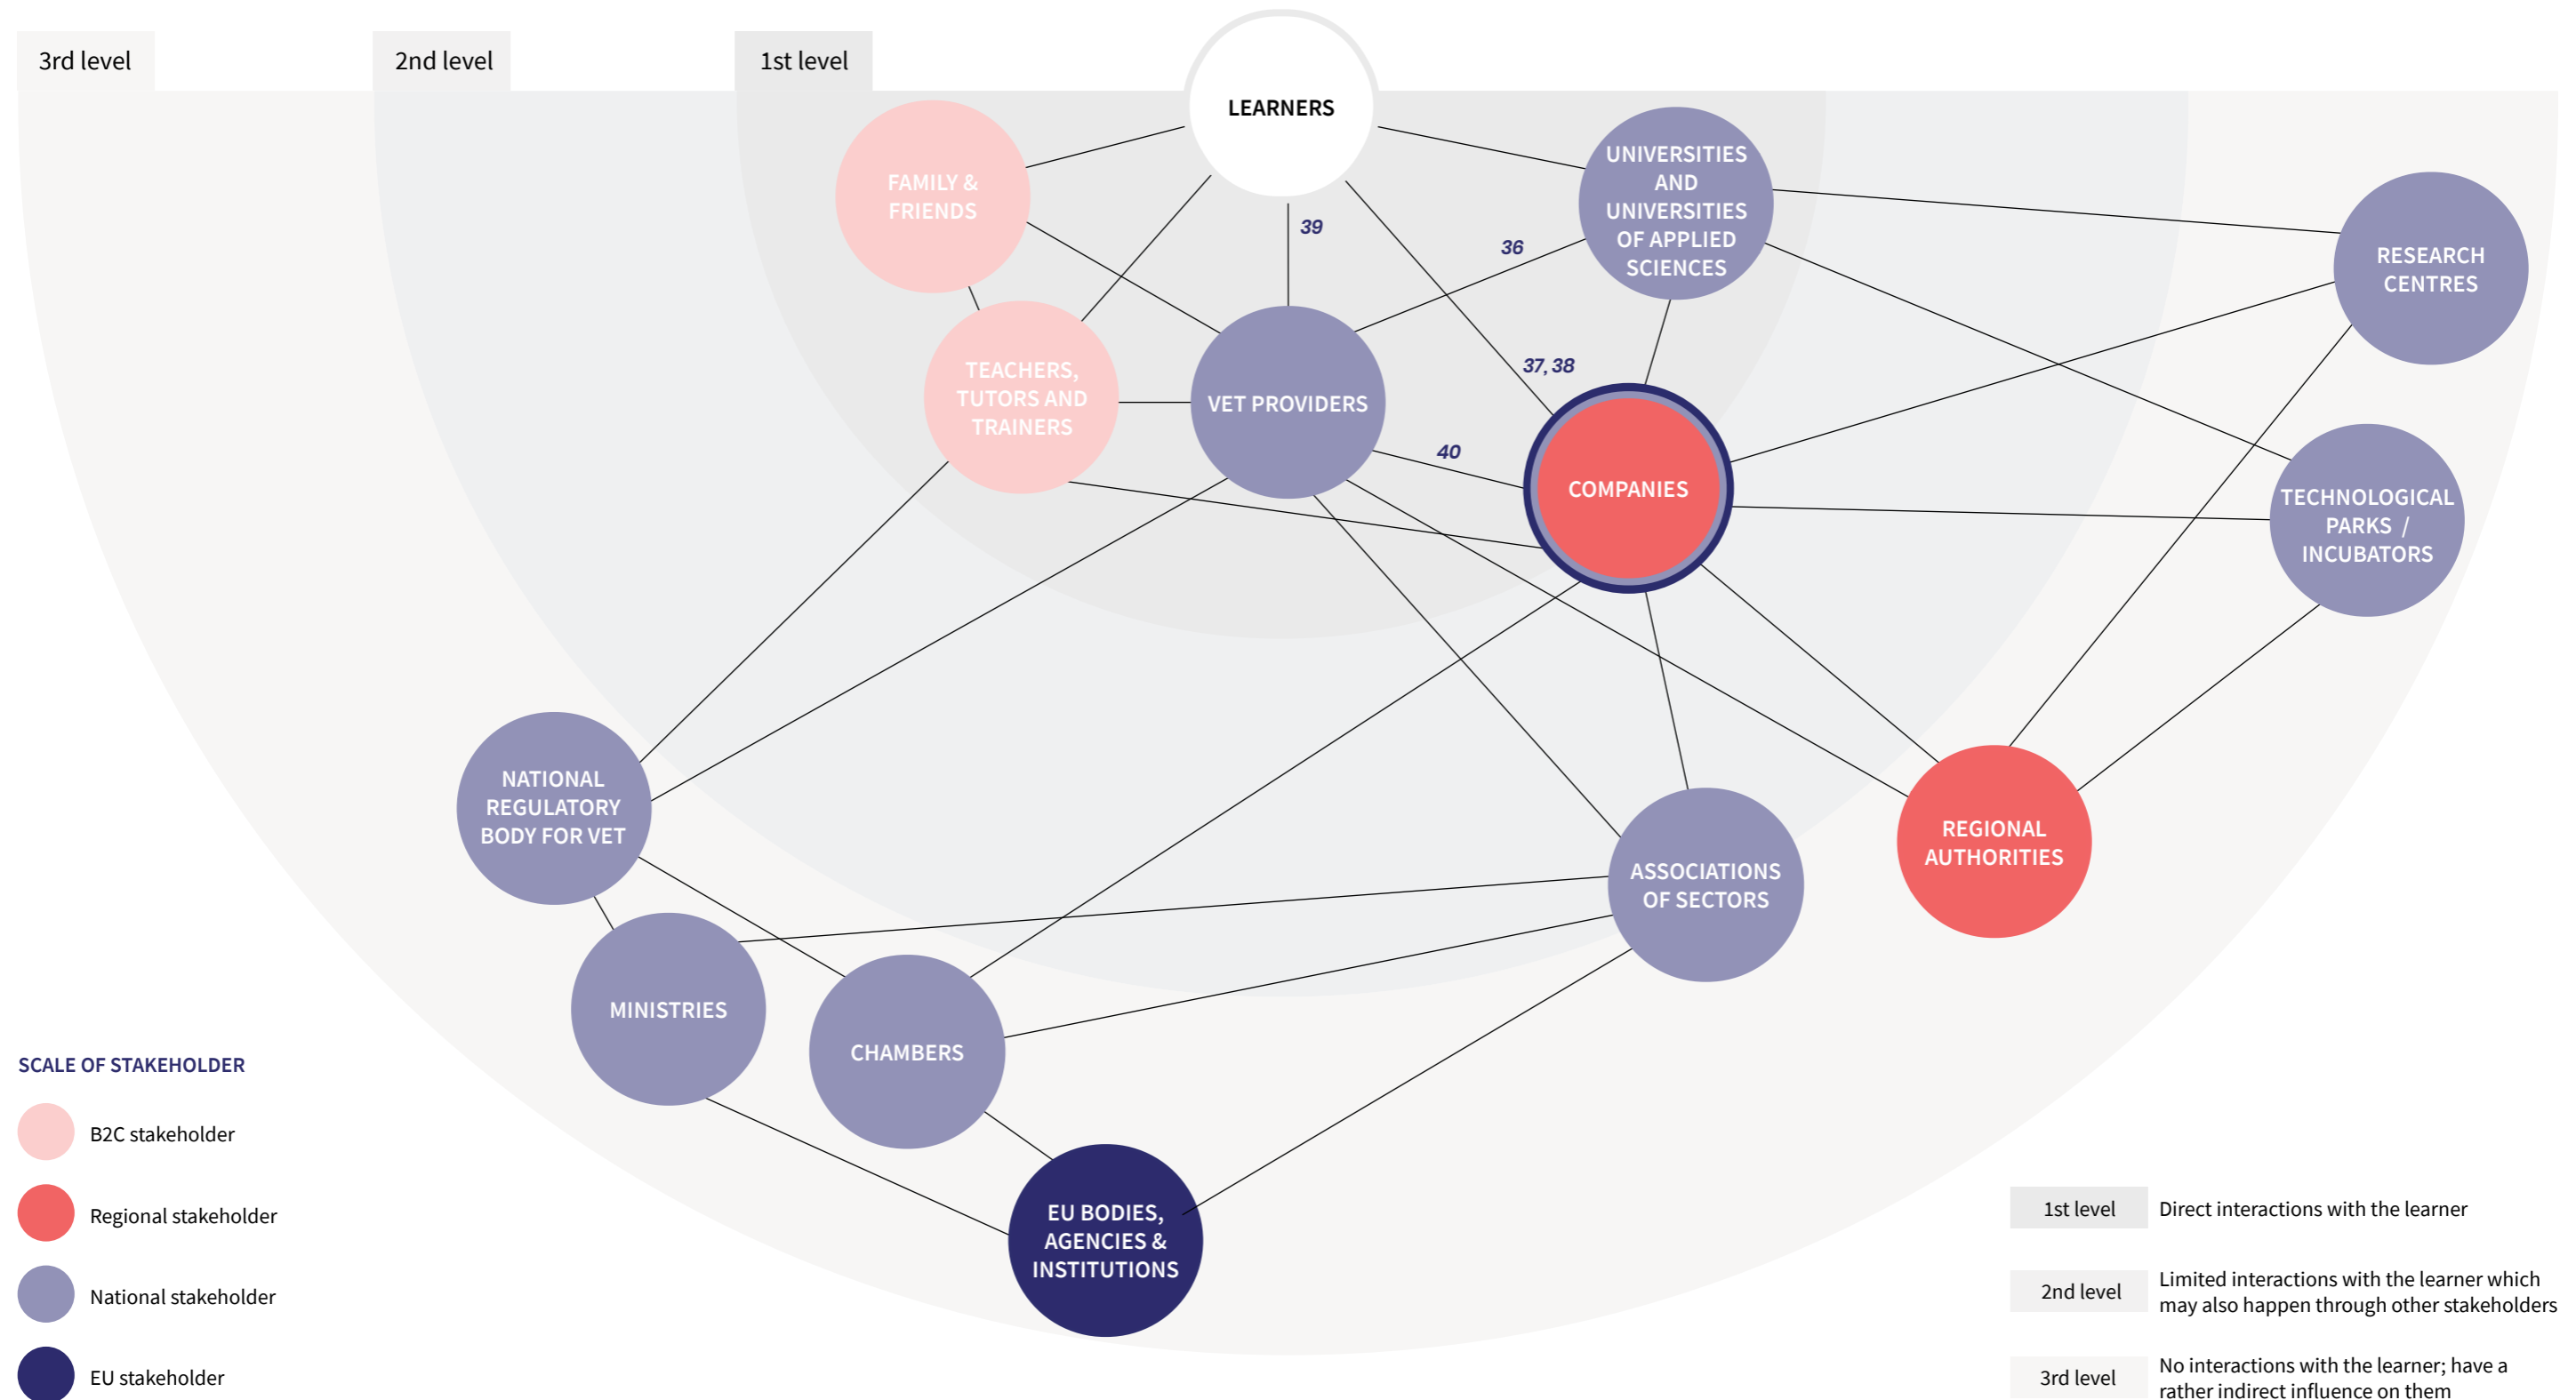 3rd level
2nd level
1st level
LEARNERS
FAMILY &
FRIENDS
UNIVERSITIES
AND
UNIVERSITIES
OF APPLIED
SCIENCES
RESEARCH
CENTRES
39
36
37, 38
40
TEACHERS,
TUTORS AND
TRAINERS
VET PROVIDERS
COMPANIES
TECHNOLOGICAL
PARKS /
INCUBATORS
NATIONAL
REGULATORY
BODY FOR VET
REGIONAL
AUTHORITIES
ASSOCIATIONS
OF SECTORS
MINISTRIES
CHAMBERS
EU BODIES,
AGENCIES &
INSTITUTIONS
SCALE OF STAKEHOLDER
B2C stakeholder
Regional stakeholder
National stakeholder
EU stakeholder
1st level
Direct interactions with the learner
2nd level
Limited interactions with the learner which
may also happen through other stakeholders
3rd level
No interactions with the learner; have a
rather indirect influence on them